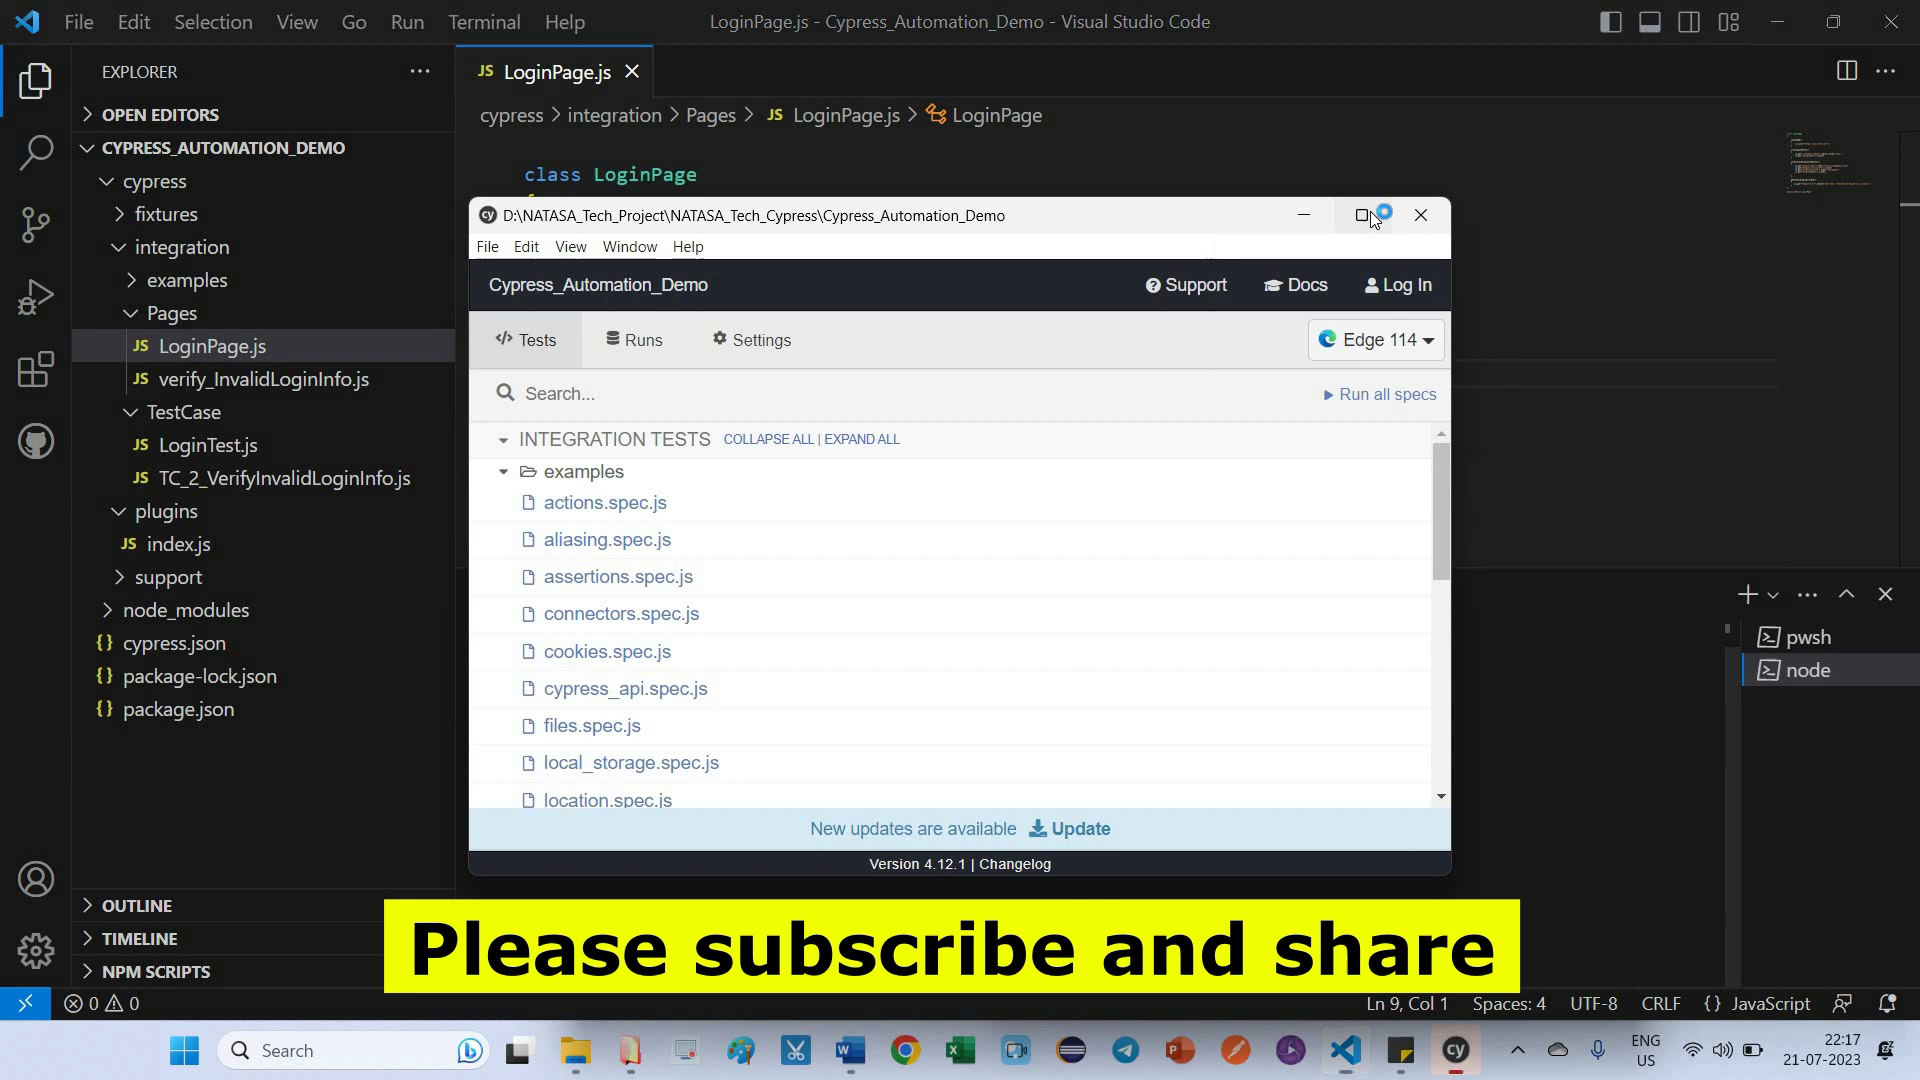 File Edit Selection View Go Run Terminal Help
LoginPage.js - Cypress_Automation_Demo - Visual Studio Code
EXPLORER
OPEN EDITORS
CYPRESS_AUTOMATION_DEMO
cypress
fixtures
integration
examples
Pages
JS LoginPage.js
JS verify_InvalidLoginInfo.js
TestCase
JS LoginTest.js
JS TC_2_VerifyInvalidLoginInfo.js
plugins
JS index.js
support
node_modules
{} cypress.json
{} package-lock.json
{} package.json
OUTLINE
TIMELINE
NPM SCRIPTS
JS LoginPage.js
cypress > integration > Pages > JS LoginPage.js > LoginPage
class LoginPage
cy D:\NATASA_Tech_Project\NATASA_Tech_Cypress\Cypress_Automation_Demo
File Edit View Window Help
Cypress_Automation_Demo Support Docs Log In
Tests Runs Settings Edge 114
Search... Run all specs
INTEGRATION TESTS COLLAPSE ALL | EXPAND ALL
examples
actions.spec.js
aliasing.spec.js
assertions.spec.js
connectors.spec.js
cookies.spec.js
cypress_api.spec.js
files.spec.js
local_storage.spec.js
location.spec.js
New updates are available Update
Version 4.12.1 | Changelog
pwsh
node
Please subscribe and share
0 0 Ln 9, Col 1 Spaces: 4 UTF-8 CRLF {} JavaScript
Search
cy
ENG
US
22:17
21-07-2023